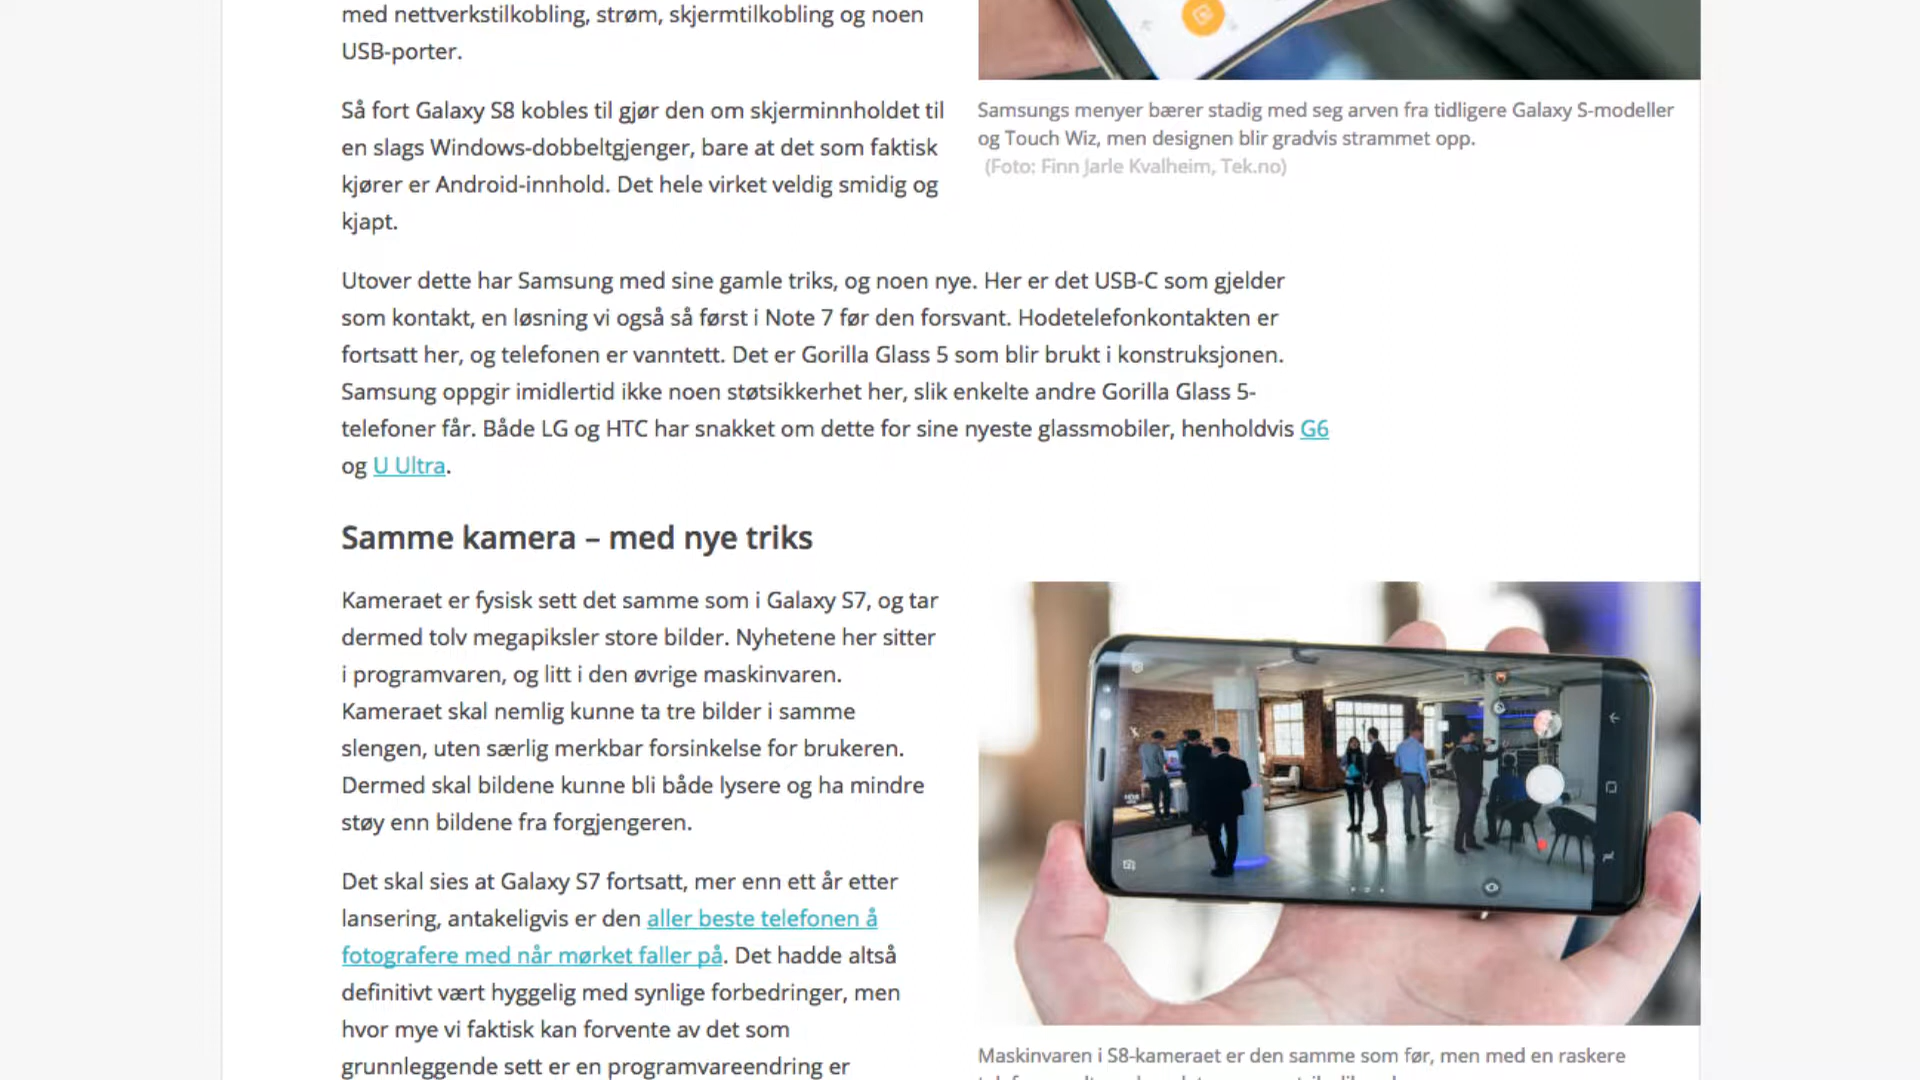 med nettverkstilkobling, strøm, skjermtilkobling og noen
USB-porter.
Så fort Galaxy S8 kobles til gjør den om skjerminnholdet til
en slags Windows-dobbeltgjenger, bare at det som faktisk
kjører er Android-innhold. Det hele virket veldig smidig og
kjapt.
Samsungs menyer bærer stadig med seg arven fra tidligere Galaxy S-modeller
og Touch Wiz, men designen blir gradvis strammet opp.
(Foto: Finn Jarle Kvalheim, Tek.no)
Utover dette har Samsung med sine gamle triks, og noen nye. Her er det USB-C som gjelder
som kontakt, en løsning vi også så først i Note 7 før den forsvant. Hodetelefonkontakten er
fortsatt her, og telefonen er vanntett. Det er Gorilla Glass 5 som blir brukt i konstruksjonen.
Samsung oppgir imidlertid ikke noen støtsikkerhet her, slik enkelte andre Gorilla Glass 5-
telefoner får. Både LG og HTC har snakket om dette for sine nyeste glassmobiler, henholdvis G6
og U Ultra.
Samme kamera – med nye triks
Kameraet er fysisk sett det samme som i Galaxy S7, og tar
dermed tolv megapiksler store bilder. Nyhetene her sitter
i programvaren, og litt i den øvrige maskinvaren.
Kameraet skal nemlig kunne ta tre bilder i samme
slengen, uten særlig merkbar forsinkelse for brukeren.
Dermed skal bildene kunne bli både lysere og ha mindre
støy enn bildene fra forgjengeren.
Det skal sies at Galaxy S7 fortsatt, mer enn ett år etter
lansering, antakeligvis er den aller beste telefonen å
fotografere med når mørket faller på. Det hadde altså
definitivt vært hyggelig med synlige forbedringer, men
hvor mye vi faktisk kan forvente av det som
grunnleggende sett er en programvareendring er
Maskinvaren i S8-kameraet er den samme som før, men med en raskere